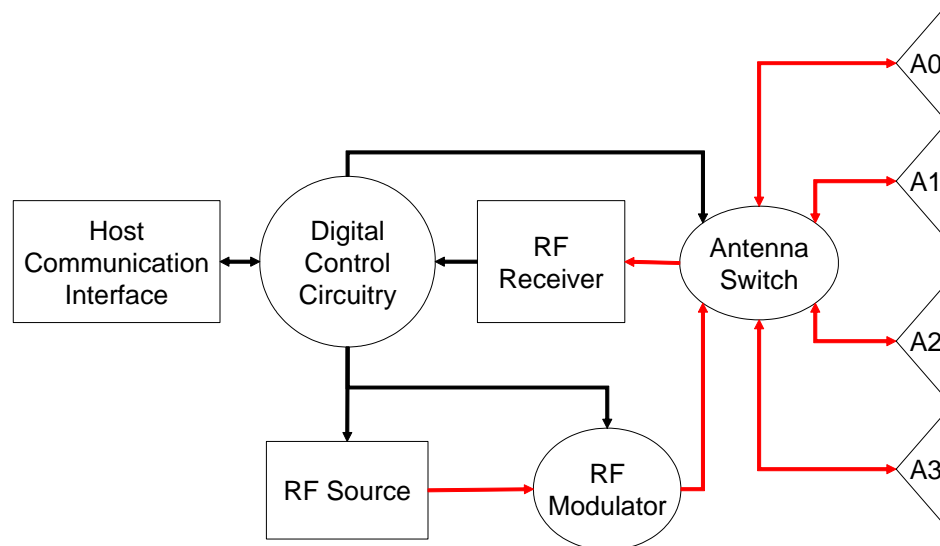 Host
Communication
Interface
Digital
Control
Circuitry
RF
Receiver
Antenna
Switch
A0
A1
A2
A3
RF Source
RF
Modulator